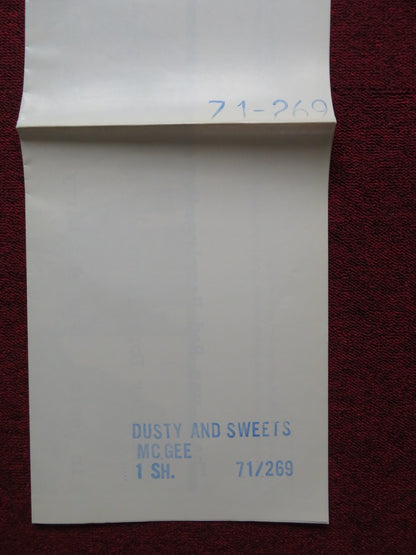 71-269
DUSTY AND SWEETS
MC.GEE
1 SH. 71/269